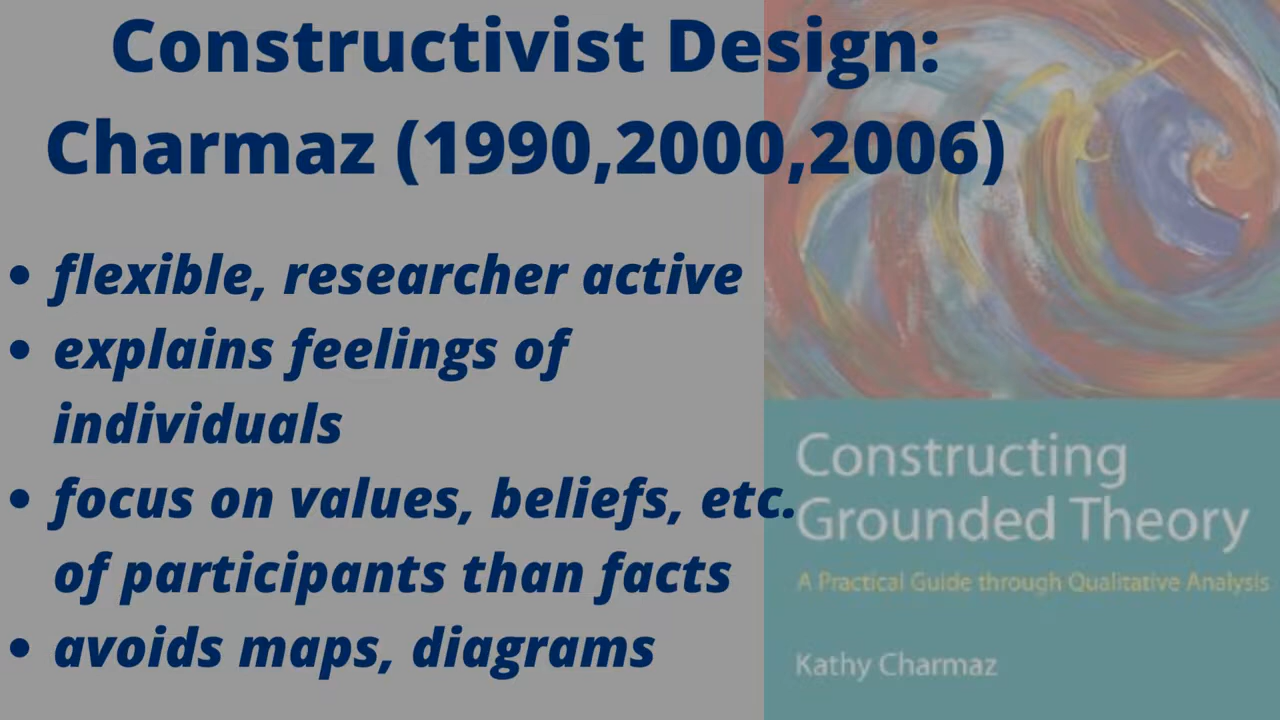 Constructivist Design:
Charmaz (1990,2000,2006)
• flexible, researcher active
• explains feelings of
individuals
• focus on values, beliefs, etc.
of participants than facts
• avoids maps, diagrams
Constructing
Grounded Theory
A Practical Guide through Qualitative Analysis
Kathy Charmaz